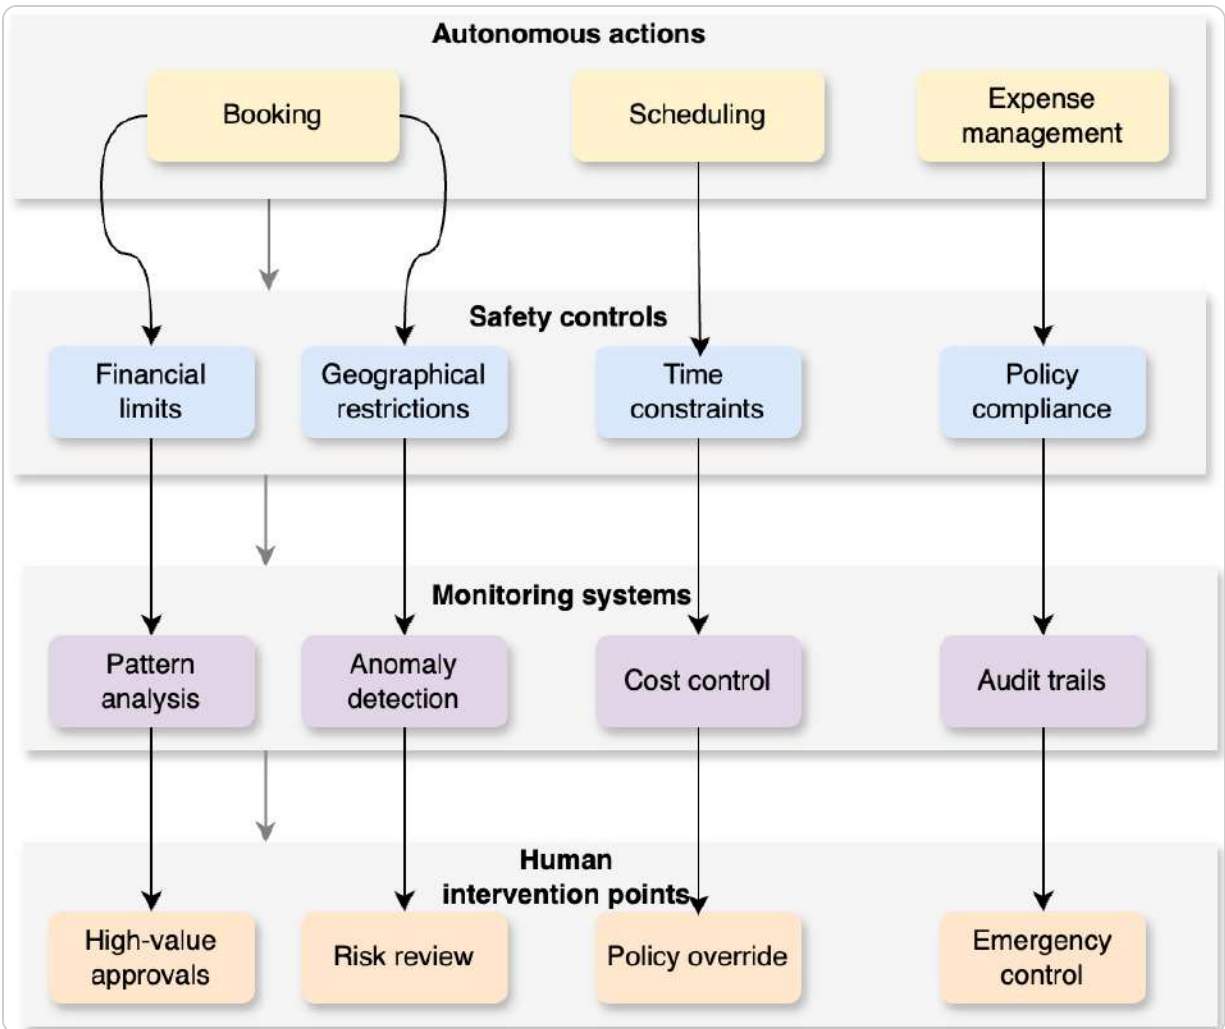 Autonomous actions
Booking
Scheduling
Expense
management
Safety controls
Financial
limits
Geographical
restrictions
Time
constraints
Policy
compliance
Monitoring systems
Pattern
analysis
Anomaly
detection
Cost control
Audit trails
Human
intervention points
High-value
approvals
Risk review
Policy override
Emergency
control